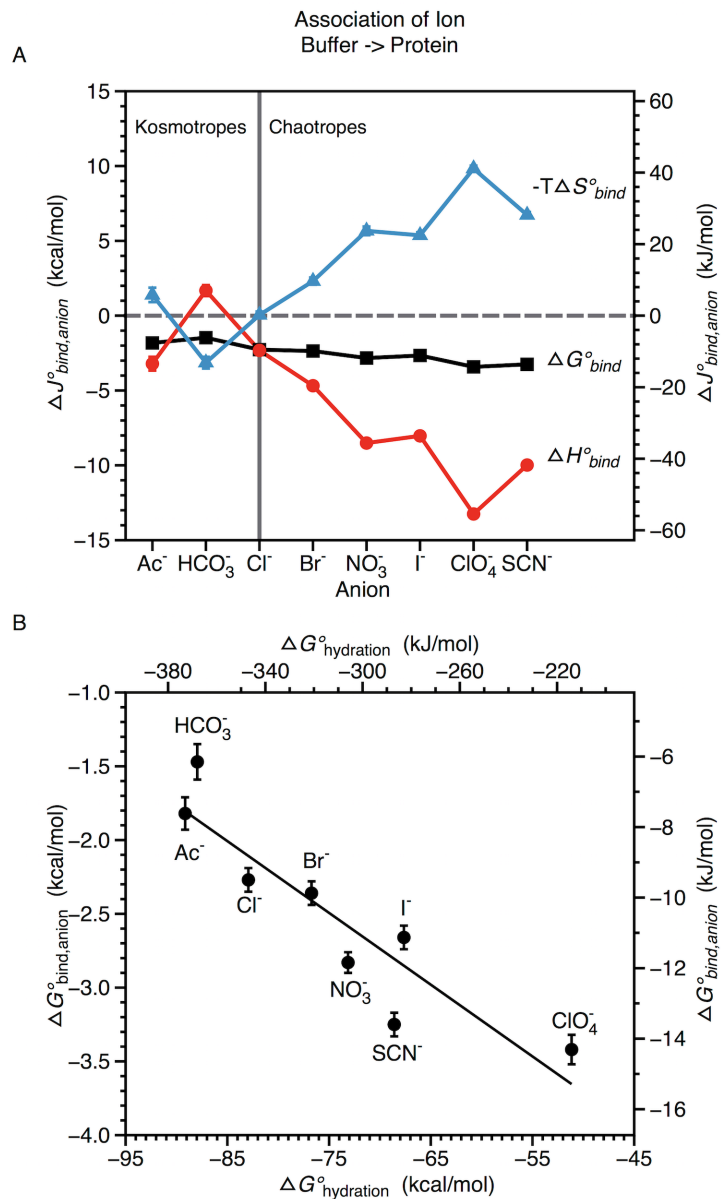 Association of Ion
Buffer -> Protein
A
Kosmotropes
Chaotropes
15
10
5
0
−5
−10
−15
60
40
20
0
−20
−40
−60
ΔJ°bind,anion (kcal/mol)
ΔJ°bind,anion (kJ/mol)
-TΔS°bind
ΔG°bind
ΔH°bind
Ac⁻ HCO₃⁻ Cl⁻ Br⁻ NO₃⁻ I⁻ ClO₄⁻ SCN⁻
Anion
B
ΔG°hydration (kJ/mol)
−380 −340 −300 −260 −220
−1.0
−1.5
−2.0
−2.5
−3.0
−3.5
−4.0
−6
−8
−10
−12
−14
−16
ΔG°bind,anion (kcal/mol)
ΔG°bind,anion (kJ/mol)
HCO₃⁻
Ac⁻
Cl⁻
Br⁻
NO₃⁻
I⁻
SCN⁻
ClO₄⁻
−95 −85 −75 −65 −55 −45
ΔG°hydration (kcal/mol)